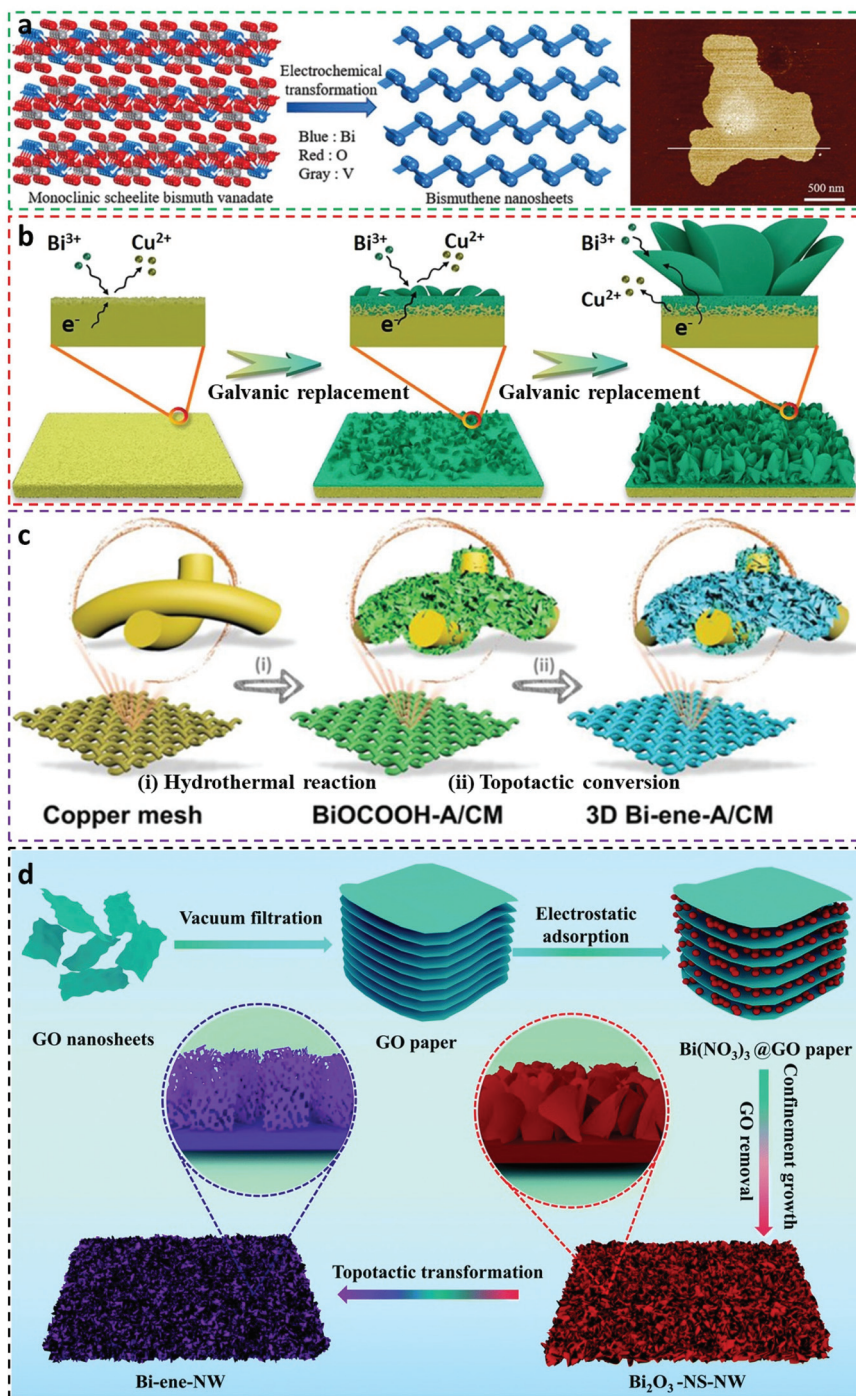 a
Electrochemical
transformation
Blue : Bi
Red : O
Gray : V
Monoclinic scheelite bismuth vanadate
Bismuthene nanosheets
500 nm
b
Bi³⁺
Cu²⁺
e⁻
Bi³⁺
Cu²⁺
e⁻
Bi³⁺
Cu²⁺
e⁻
Galvanic replacement
Galvanic replacement
c
(i)
(ii)
(i) Hydrothermal reaction
(ii) Topotactic conversion
Copper mesh
BiOCOOH-A/CM
3D Bi-ene-A/CM
d
Vacuum filtration
Electrostatic
adsorption
GO nanosheets
GO paper
Bi(NO₃)₃@GO paper
Confinement growth
GO removal
Topotactic transformation
Bi-ene-NW
Bi₂O₃-NS-NW